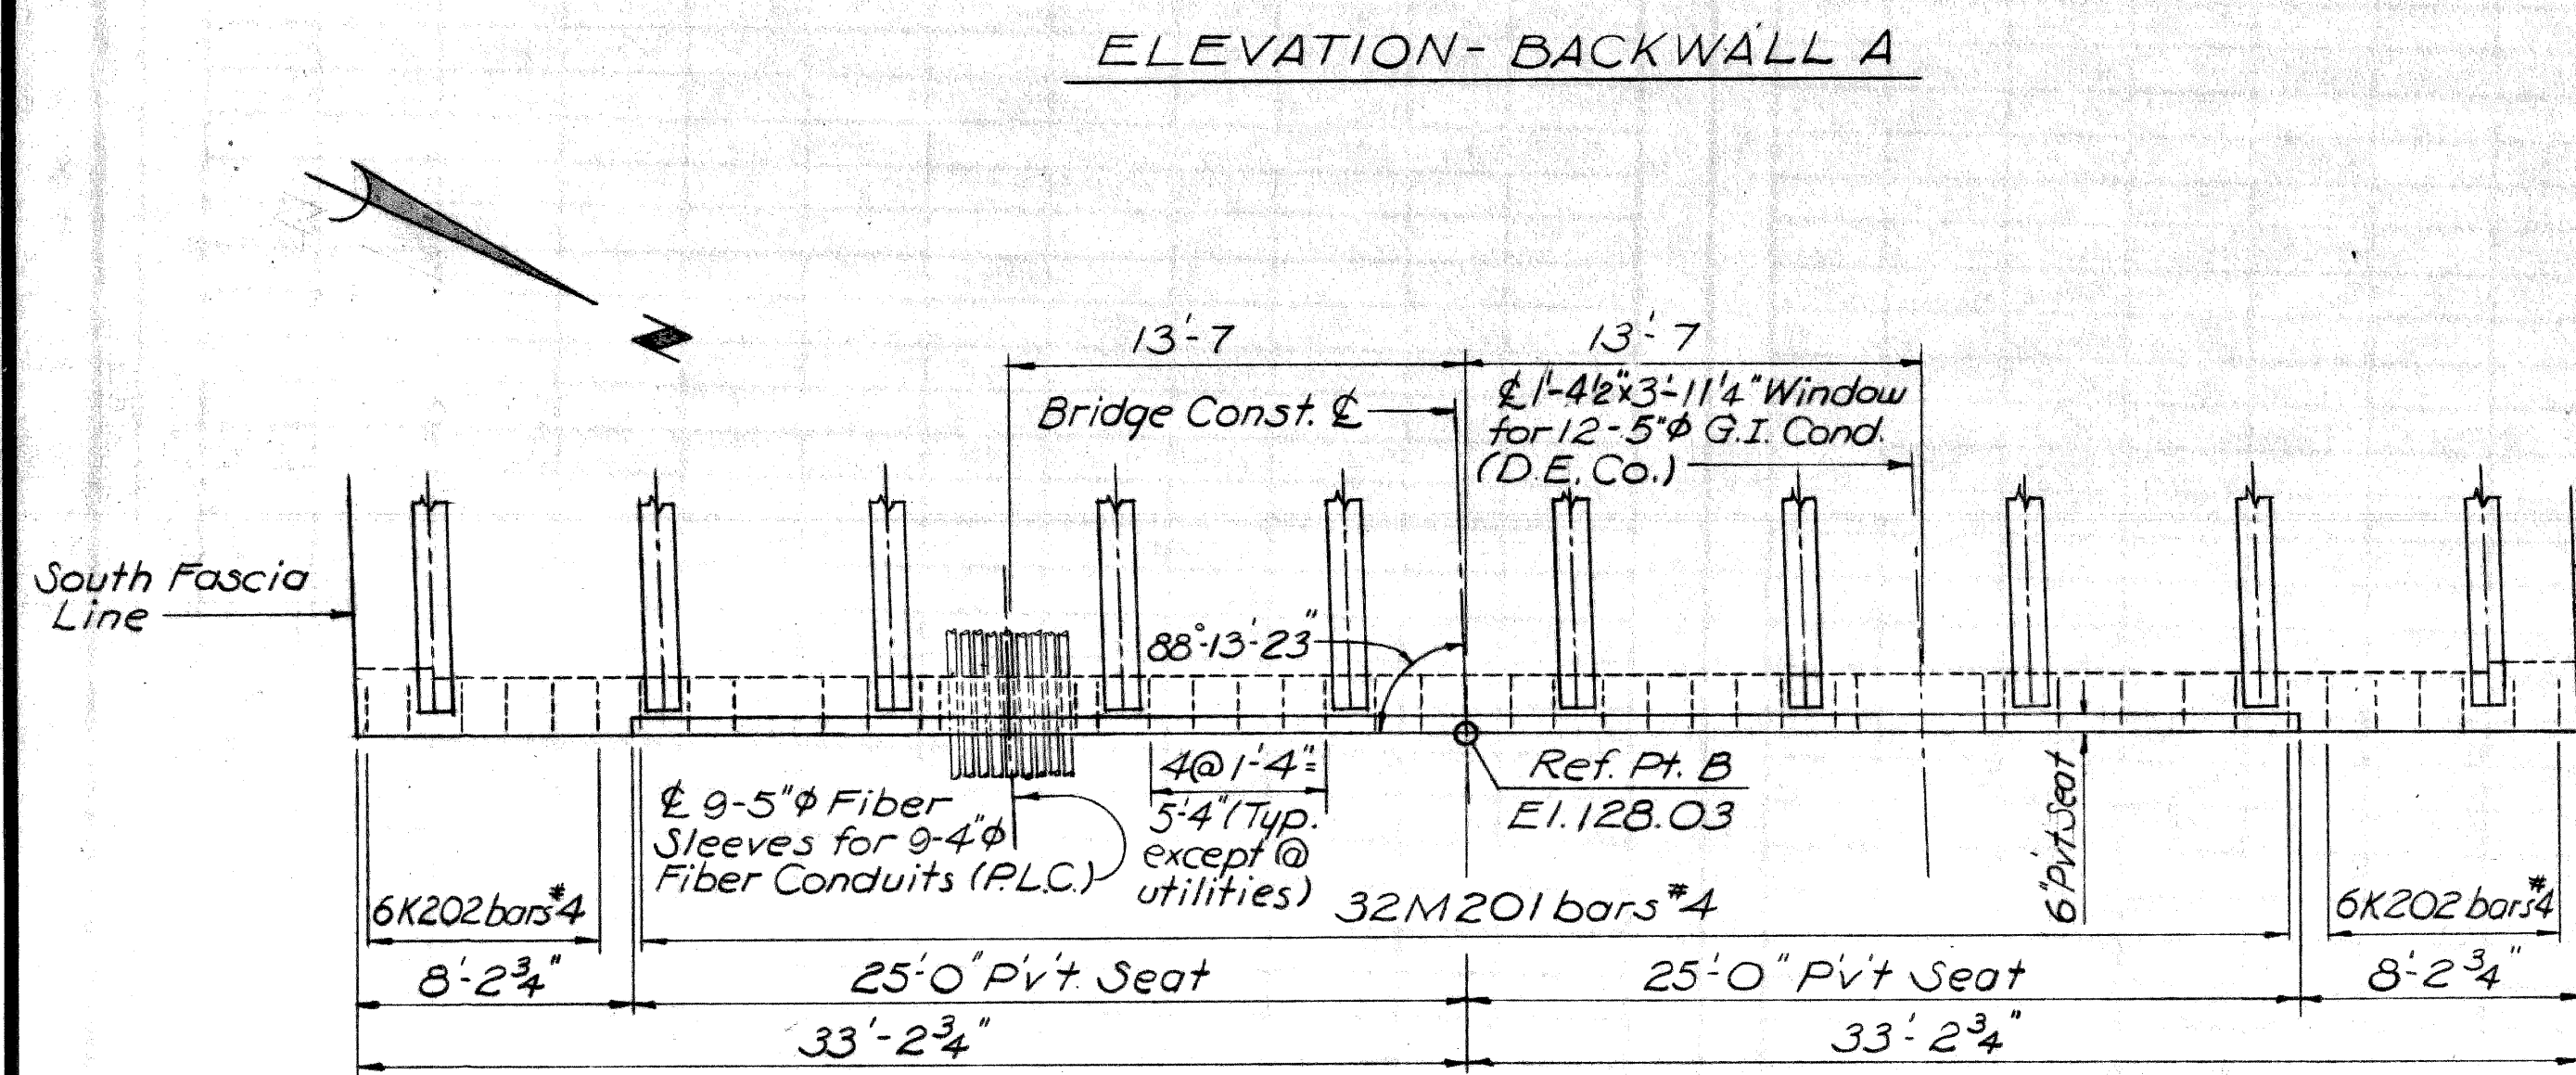 ELEVATION - BACKWALL A
N
13'-7
13'-7
Bridge Const. ℄
℄ 1'-4½"x3'-11¼" Window
for 12-5"ϕ G.I. Cond.
(D.E. Co.)
South Fascia
Line
88°-13'-23"
4@1'-4"=
5'-4" (Typ.
except @
utilities)
Ref. Pt. B
El. 128.03
℄ 9-5"ϕ Fiber
Sleeves for 9-4"ϕ
Fiber Conduits (P.L.C.)
6" Pvt. Seat
6K202 bars #4
32M201 bars #4
6K202 bars #4
8'-2¾"
25'-0" Pv't. Seat
25'-0" Pv't Seat
8'-2¾"
33'-2¾"
33'-2¾"